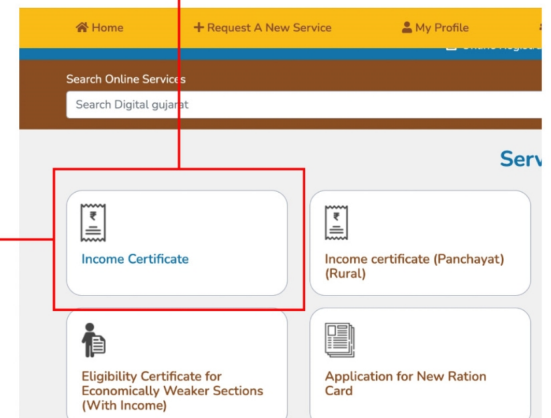 Home
Request A New Service
My Profile
Search Online Services
Search Digital gujarat
Serv
Income Certificate
Income certificate (Panchayat)
(Rural)
Eligibility Certificate for
Economically Weaker Sections
(With Income)
Application for New Ration
Card